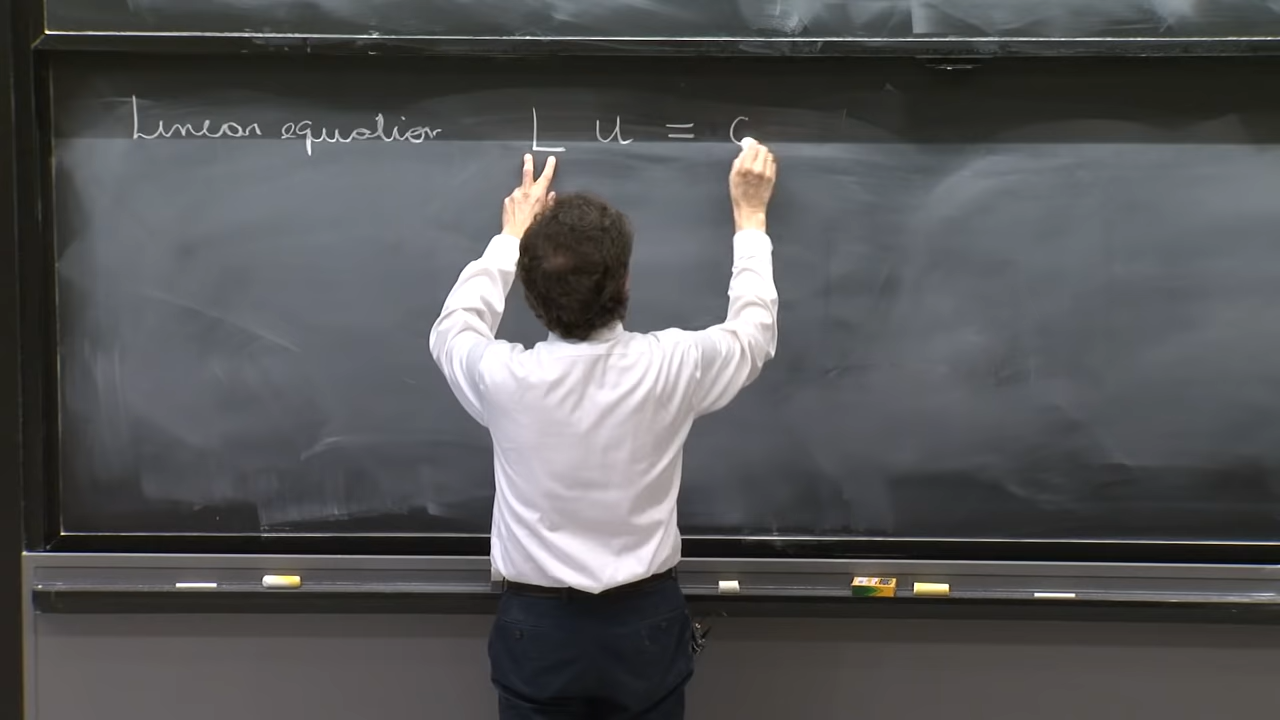 Linear equation L u =